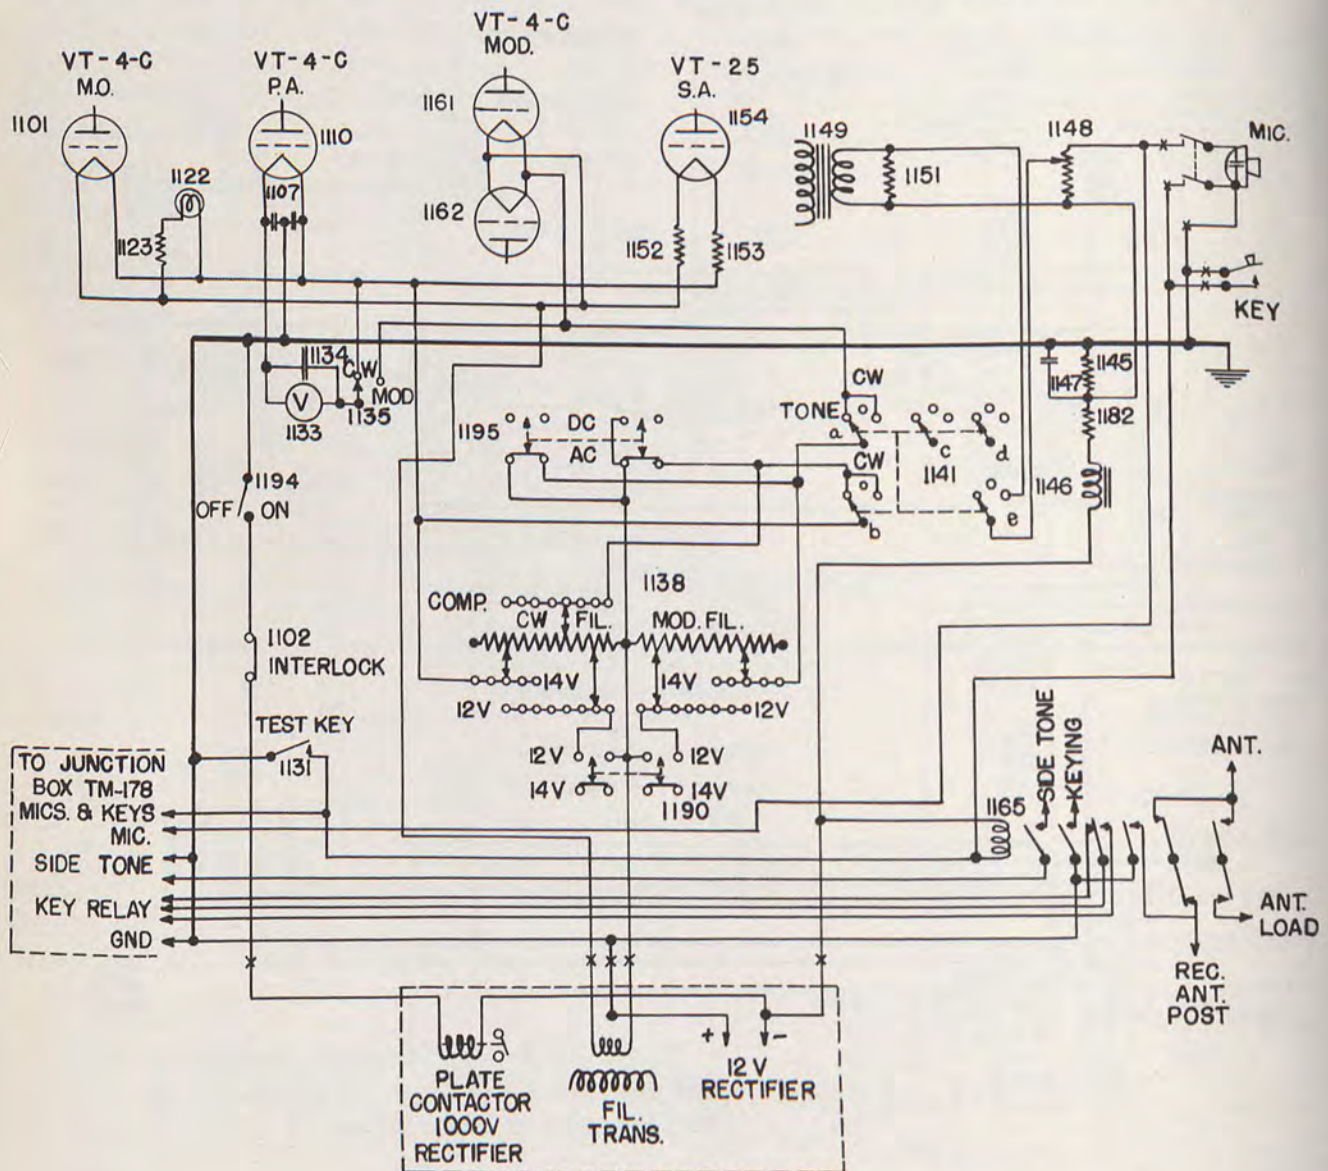 VT-4-C
MOD.
VT-4-C
M.O.
VT-4-C
P.A.
VT-25
S.A.
1161
1154
1101
1110
1149
1148
MIC.
1122
1107
1151
1162
1123
1152
1153
KEY
1134
CW
MOD
1133
1135
1147
1145
1182
CW
TONE
DC
1195
AC
a
c
d
CW
1141
1146
1194
OFF
ON
b
e
1138
COMP.
CW
FIL.
MOD. FIL.
1102
INTERLOCK
14V
14V
12V
12V
TEST KEY
1131
12V
12V
14V
14V
1190
TO JUNCTION
BOX TM-178
MICS. & KEYS
MIC.
SIDE TONE
KEY RELAY
GND
1165
SIDE TONE
KEYING
ANT.
ANT.
LOAD
REC.
ANT.
POST
PLATE
CONTACTOR
1000V
RECTIFIER
FIL.
TRANS.
+
-
12V
RECTIFIER